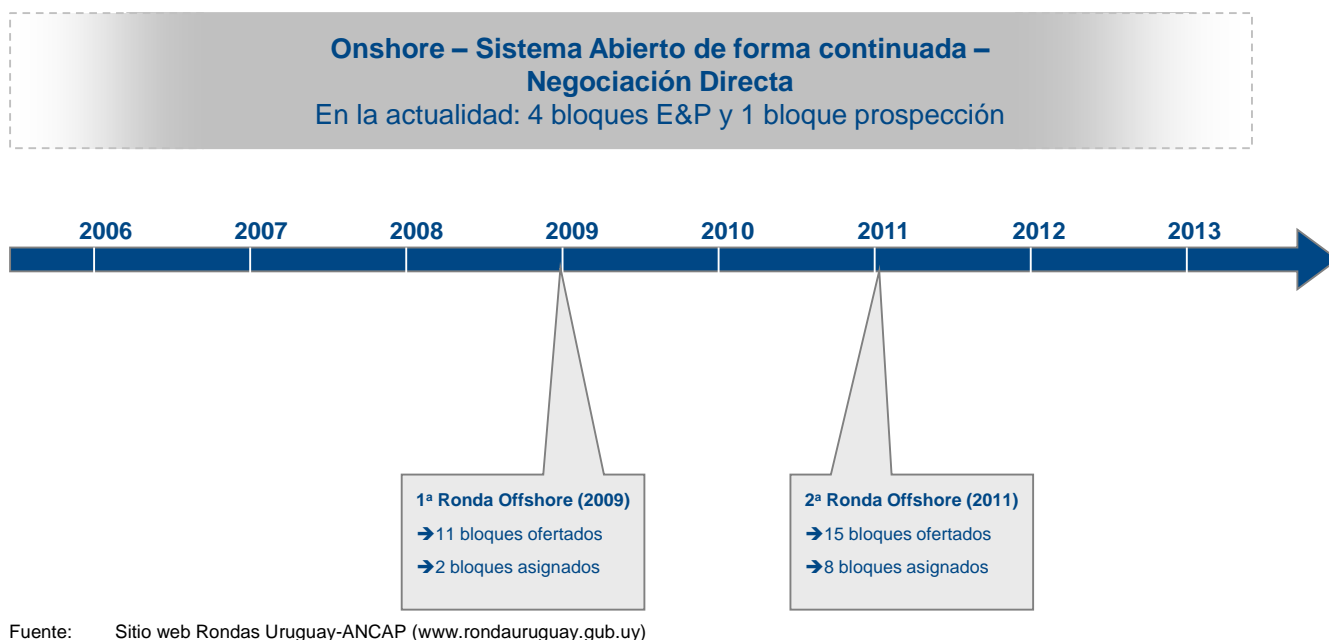 Onshore – Sistema Abierto de forma continuada –
Negociación Directa
En la actualidad: 4 bloques E&P y 1 bloque prospección
2006 2007 2008 2009 2010 2011 2012 2013
1ª Ronda Offshore (2009)
➔11 bloques ofertados
➔2 bloques asignados
2ª Ronda Offshore (2011)
➔15 bloques ofertados
➔8 bloques asignados
Fuente: Sitio web Rondas Uruguay-ANCAP (www.rondauruguay.gub.uy)